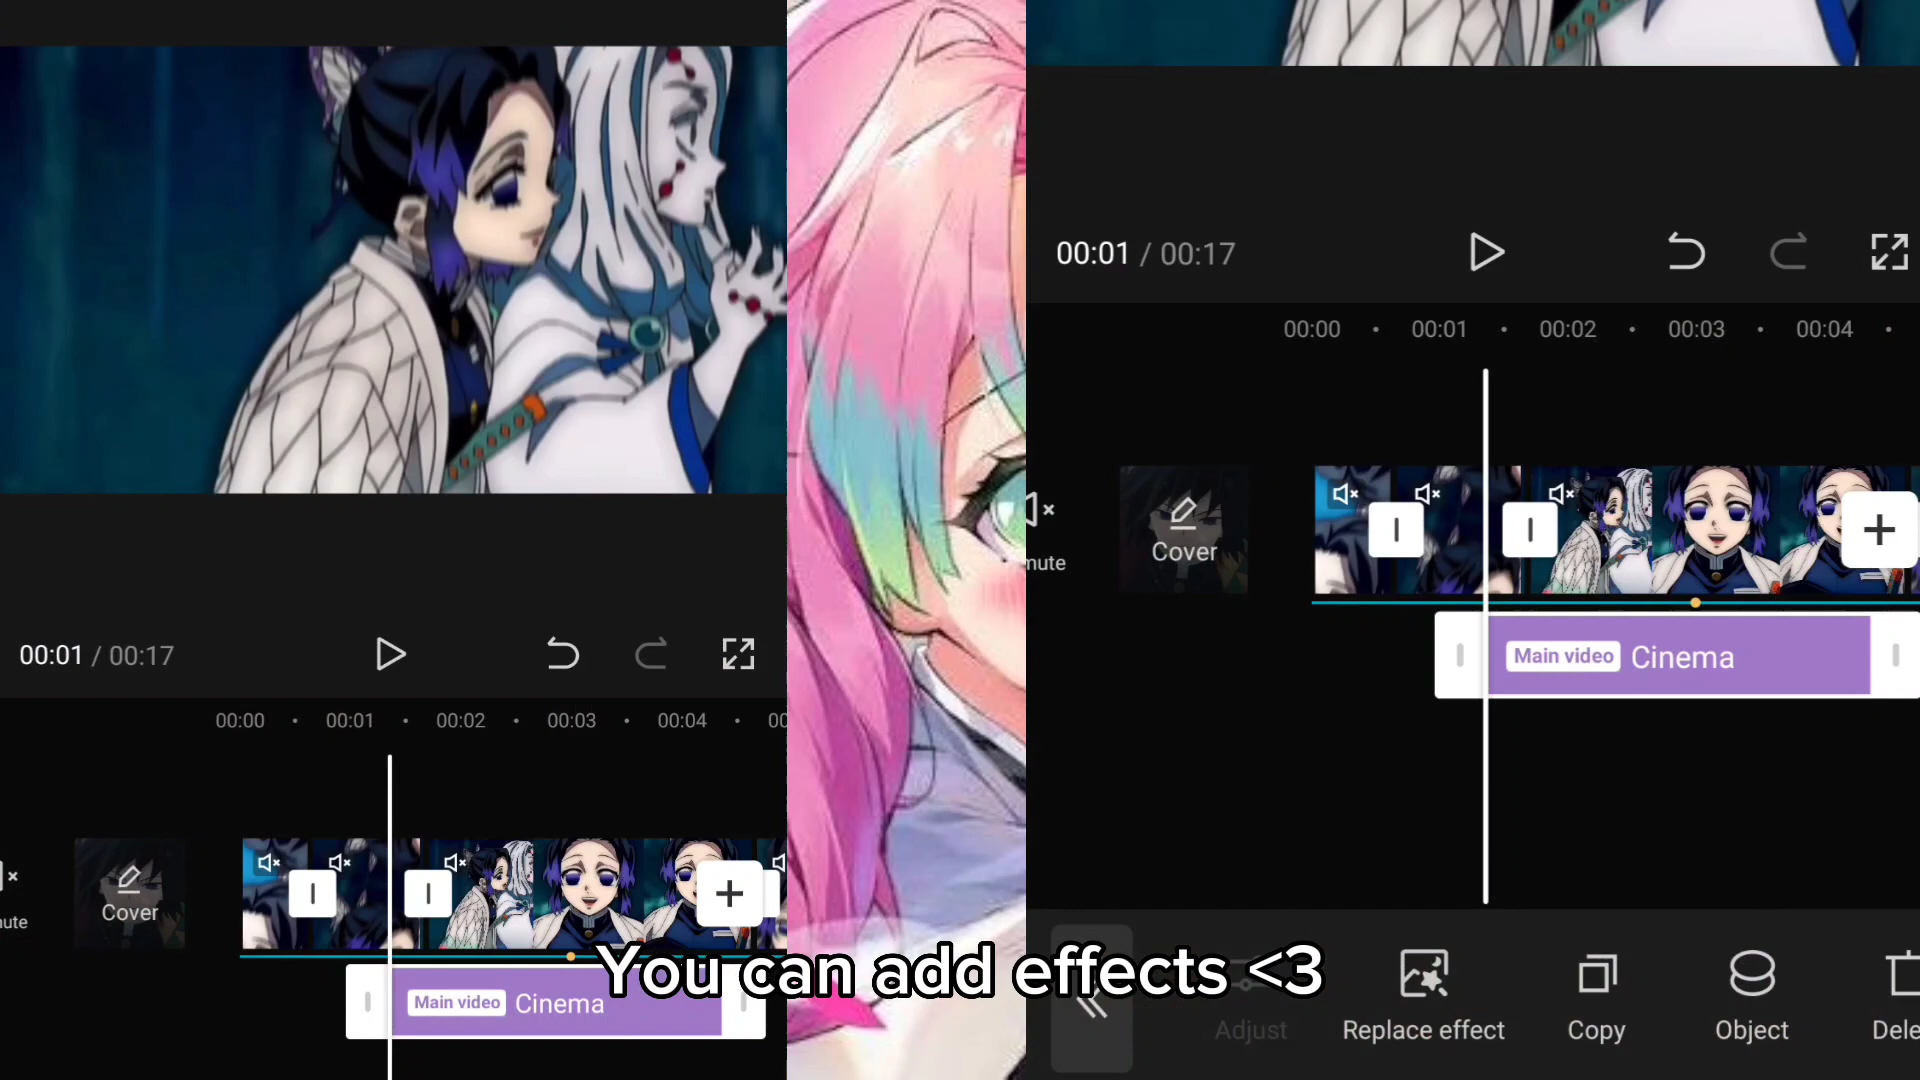 00:01 / 00:17
00:00 00:01 00:02 00:03 00:04 00
ute
Cover
Main video Cinema
00:01 / 00:17
00:00 00:01 00:02 00:03 00:04
mute
Cover
Main video Cinema
You can add effects <3
Adjust Replace effect Copy Object Dele